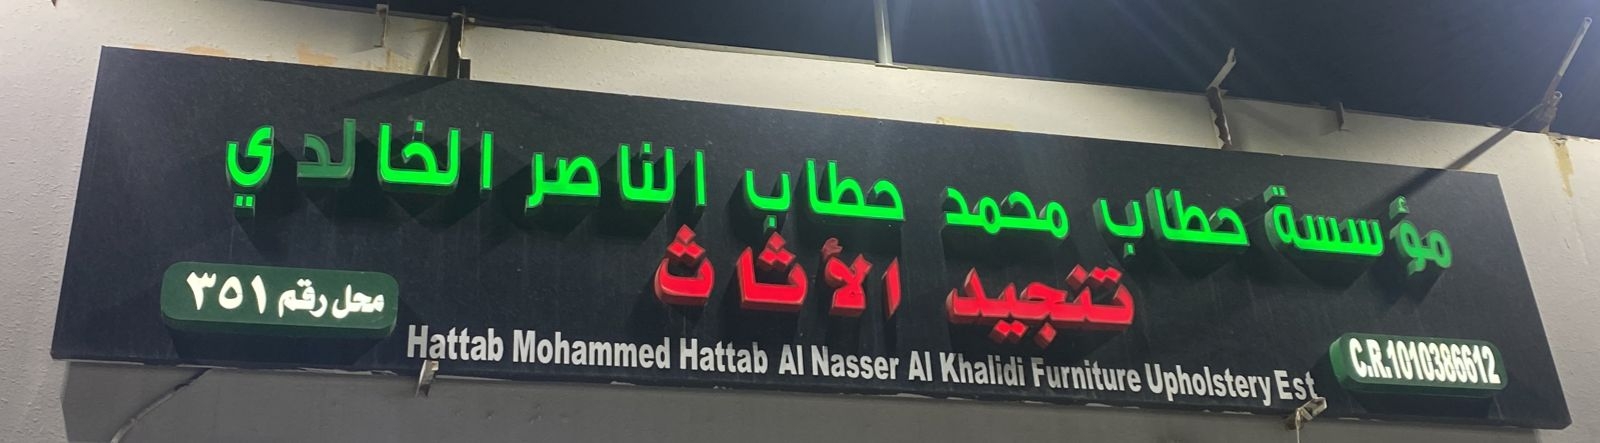 مؤسسة حطاب محمد حطاب الناصر الخالدي
تنجيد الأثاث
محل رقم ٣٥١
Hattab Mohammed Hattab Al Nasser Al Khalidi Furniture Upholstery Est
C.R.1010386612